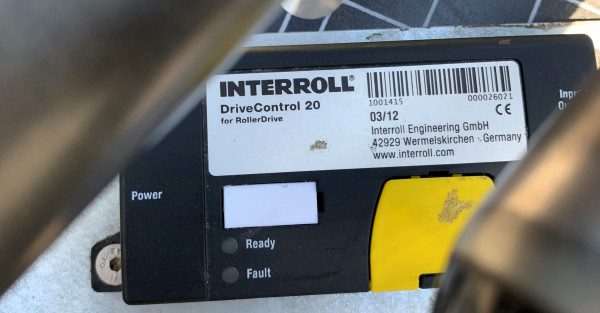 INTERROLL®
DriveControl 20
for RollerDrive
1001415 000026021
03/12 CE
Interroll Engineering GmbH
42929 Wermelskirchen - Germany
www.interroll.com
Power
Ready
Fault